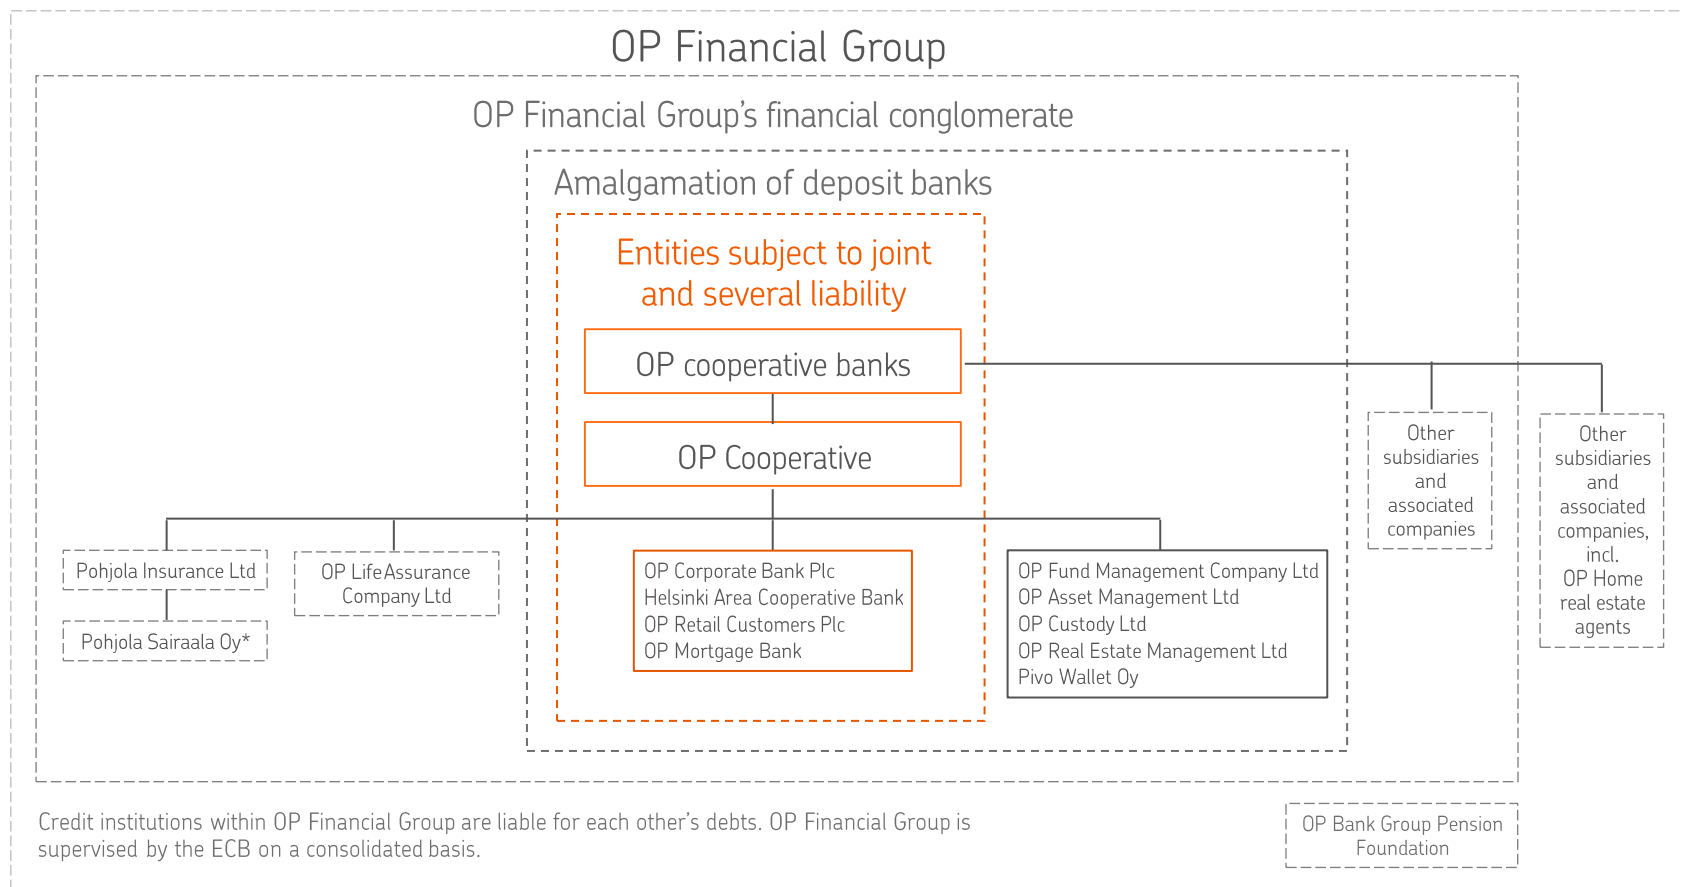 OP Financial Group
OP Financial Group's financial conglomerate
Amalgamation of deposit banks
Entities subject to joint
and several liability
OP cooperative banks
OP Cooperative
Other
subsidiaries
and
associated
companies
Other
subsidiaries
and
associated
companies,
incl.
OP Home
real estate
agents
Pohjola Insurance Ltd
Pohjola Sairaala Oy*
OP Life Assurance
Company Ltd
OP Corporate Bank Plc
Helsinki Area Cooperative Bank
OP Retail Customers Plc
OP Mortgage Bank
OP Fund Management Company Ltd
OP Asset Management Ltd
OP Custody Ltd
OP Real Estate Management Ltd
Pivo Wallet Oy
Credit institutions within OP Financial Group are liable for each other's debts. OP Financial Group is
supervised by the ECB on a consolidated basis.
OP Bank Group Pension
Foundation